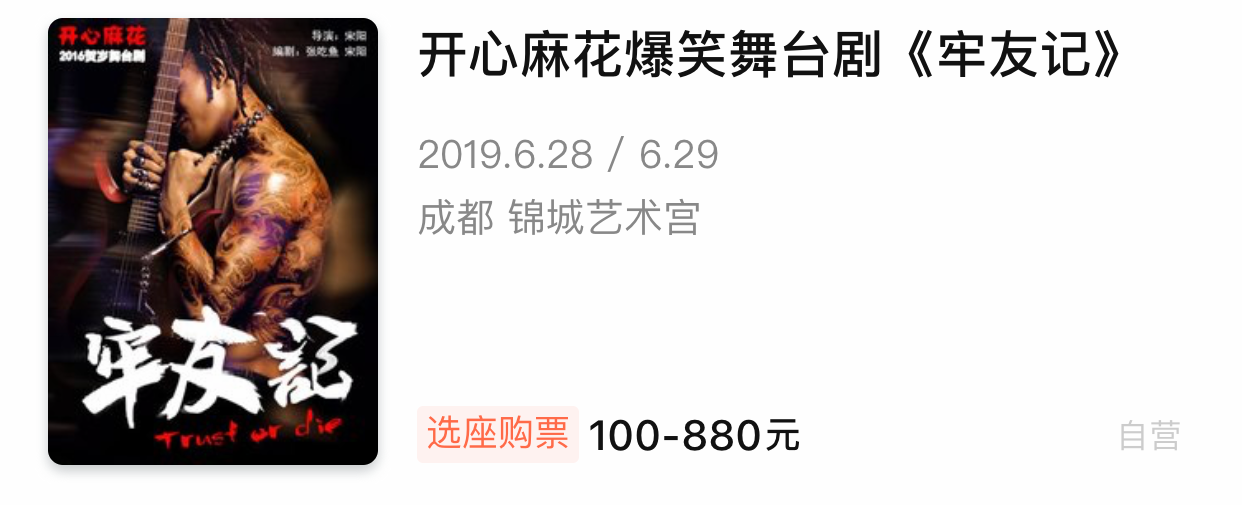 开心麻花
2016贺岁舞台剧
导演：宋阳
编剧：张吃鱼 宋阳
牢友記
Trust or die
开心麻花爆笑舞台剧《牢友记》
2019.6.28 / 6.29
成都 锦城艺术宫
选座购票 100-880元
自营